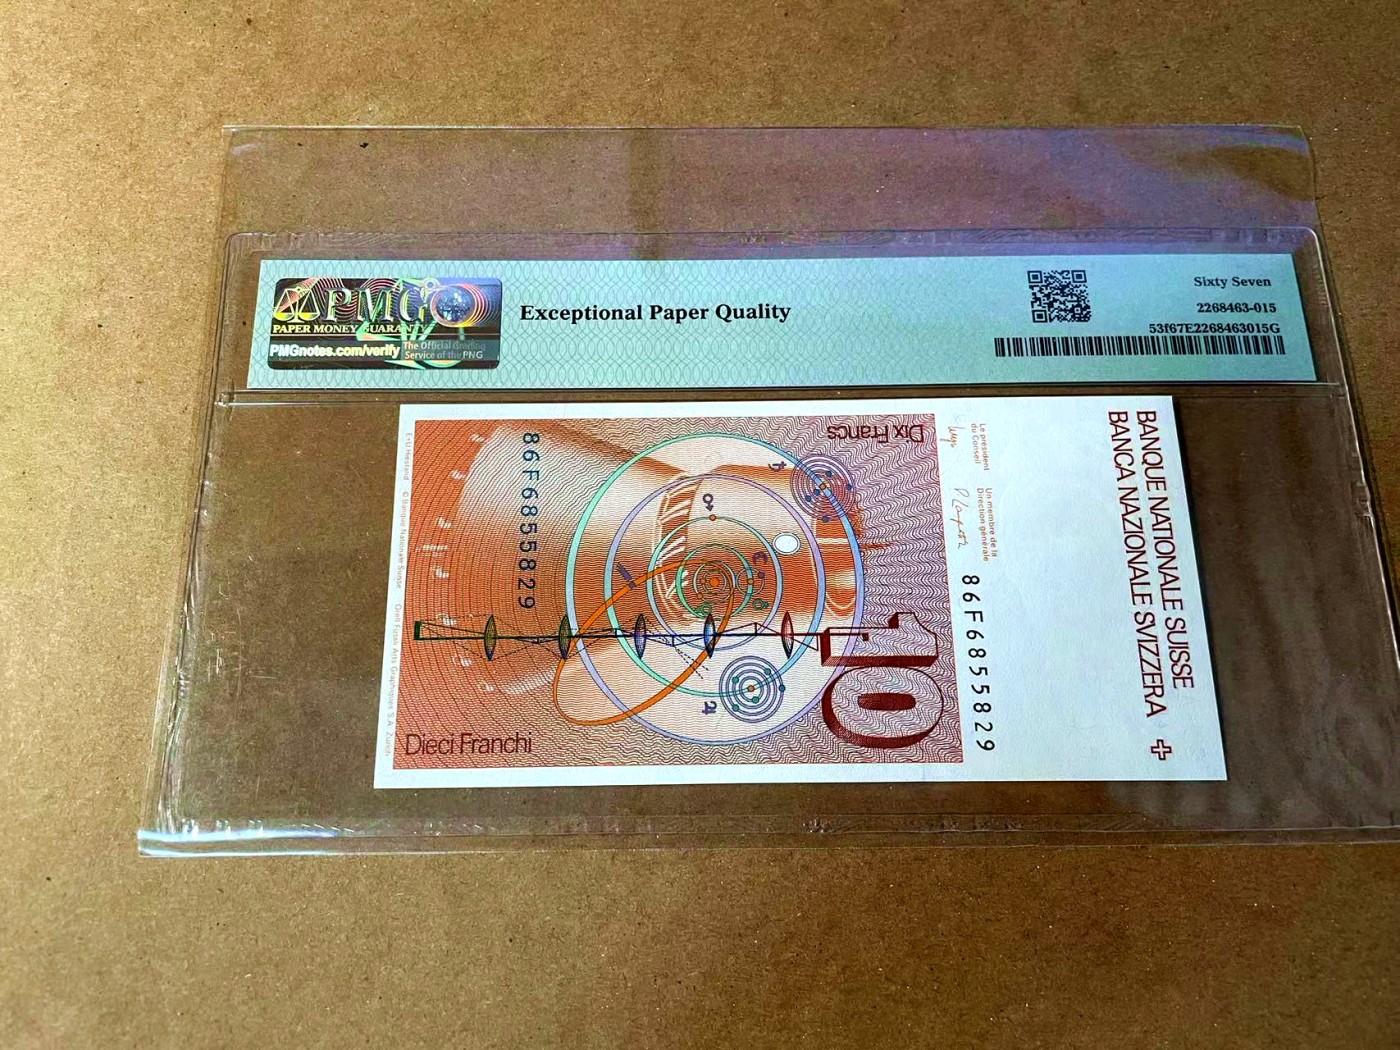 PMG
PAPER MONEY GUARANTY
PMGnotes.com/verify
The Official Grading
Service of the PNG
Exceptional Paper Quality
Sixty Seven
2268463-015
53f67E2268463015G
BANQUE NATIONALE SUISSE
BANCA NAZIONALE SVIZZERA
Le président
du Conseil
Un membre de la
Direction générale
86F6855829
Dix Francs
10
86F6855829
Dieci Franchi
© Banque Nationale Suisse
Orell Füssli Arts Graphiques S.A. Zurich